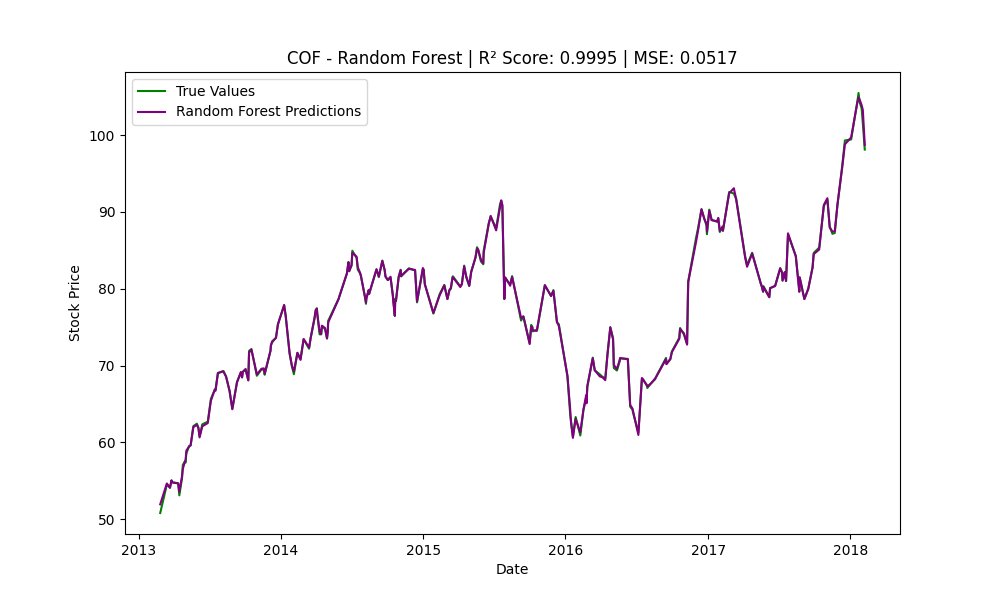 COF - Random Forest | R² Score: 0.9995 | MSE: 0.0517
True Values
Random Forest Predictions
Stock Price
100
90
80
70
60
50
2013
2014
2015
2016
2017
2018
Date